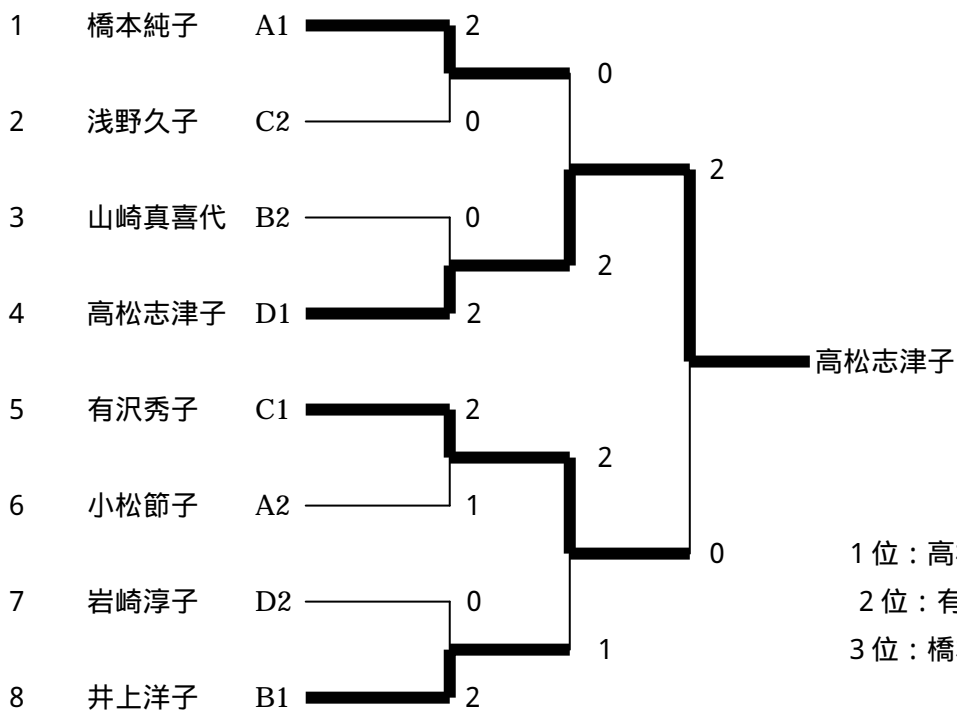 1 橋本純子 A1 2
0
2 浅野久子 C2 0
2
3 山崎真喜代 B2 0
2
4 高松志津子 D1 2
高松志津子
5 有沢秀子 C1 2
2
6 小松節子 A2 1
0 1位：高
7 岩崎淳子 D2 0 2位：有
1 3位：橋
8 井上洋子 B1 2